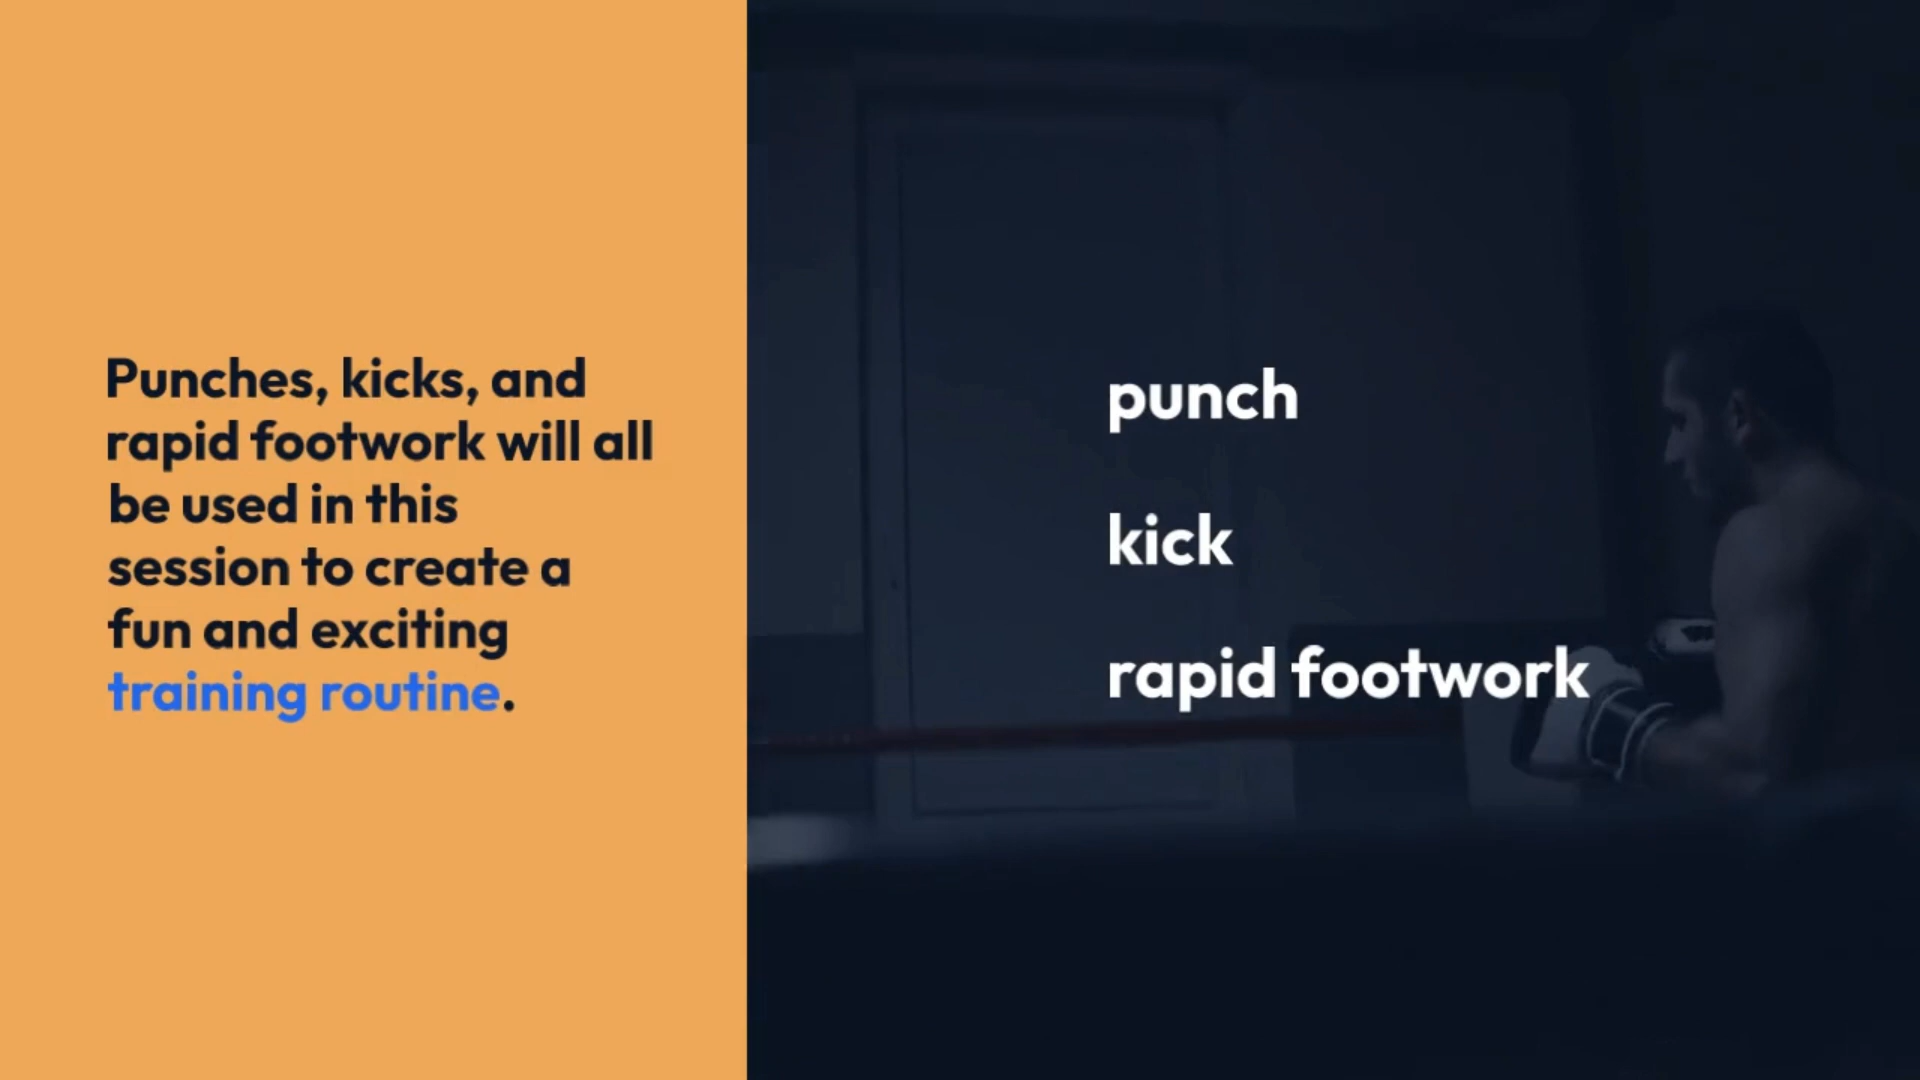 Punches, kicks, and
rapid footwork will all
be used in this
session to create a
fun and exciting
training routine.
punch
kick
rapid footwork